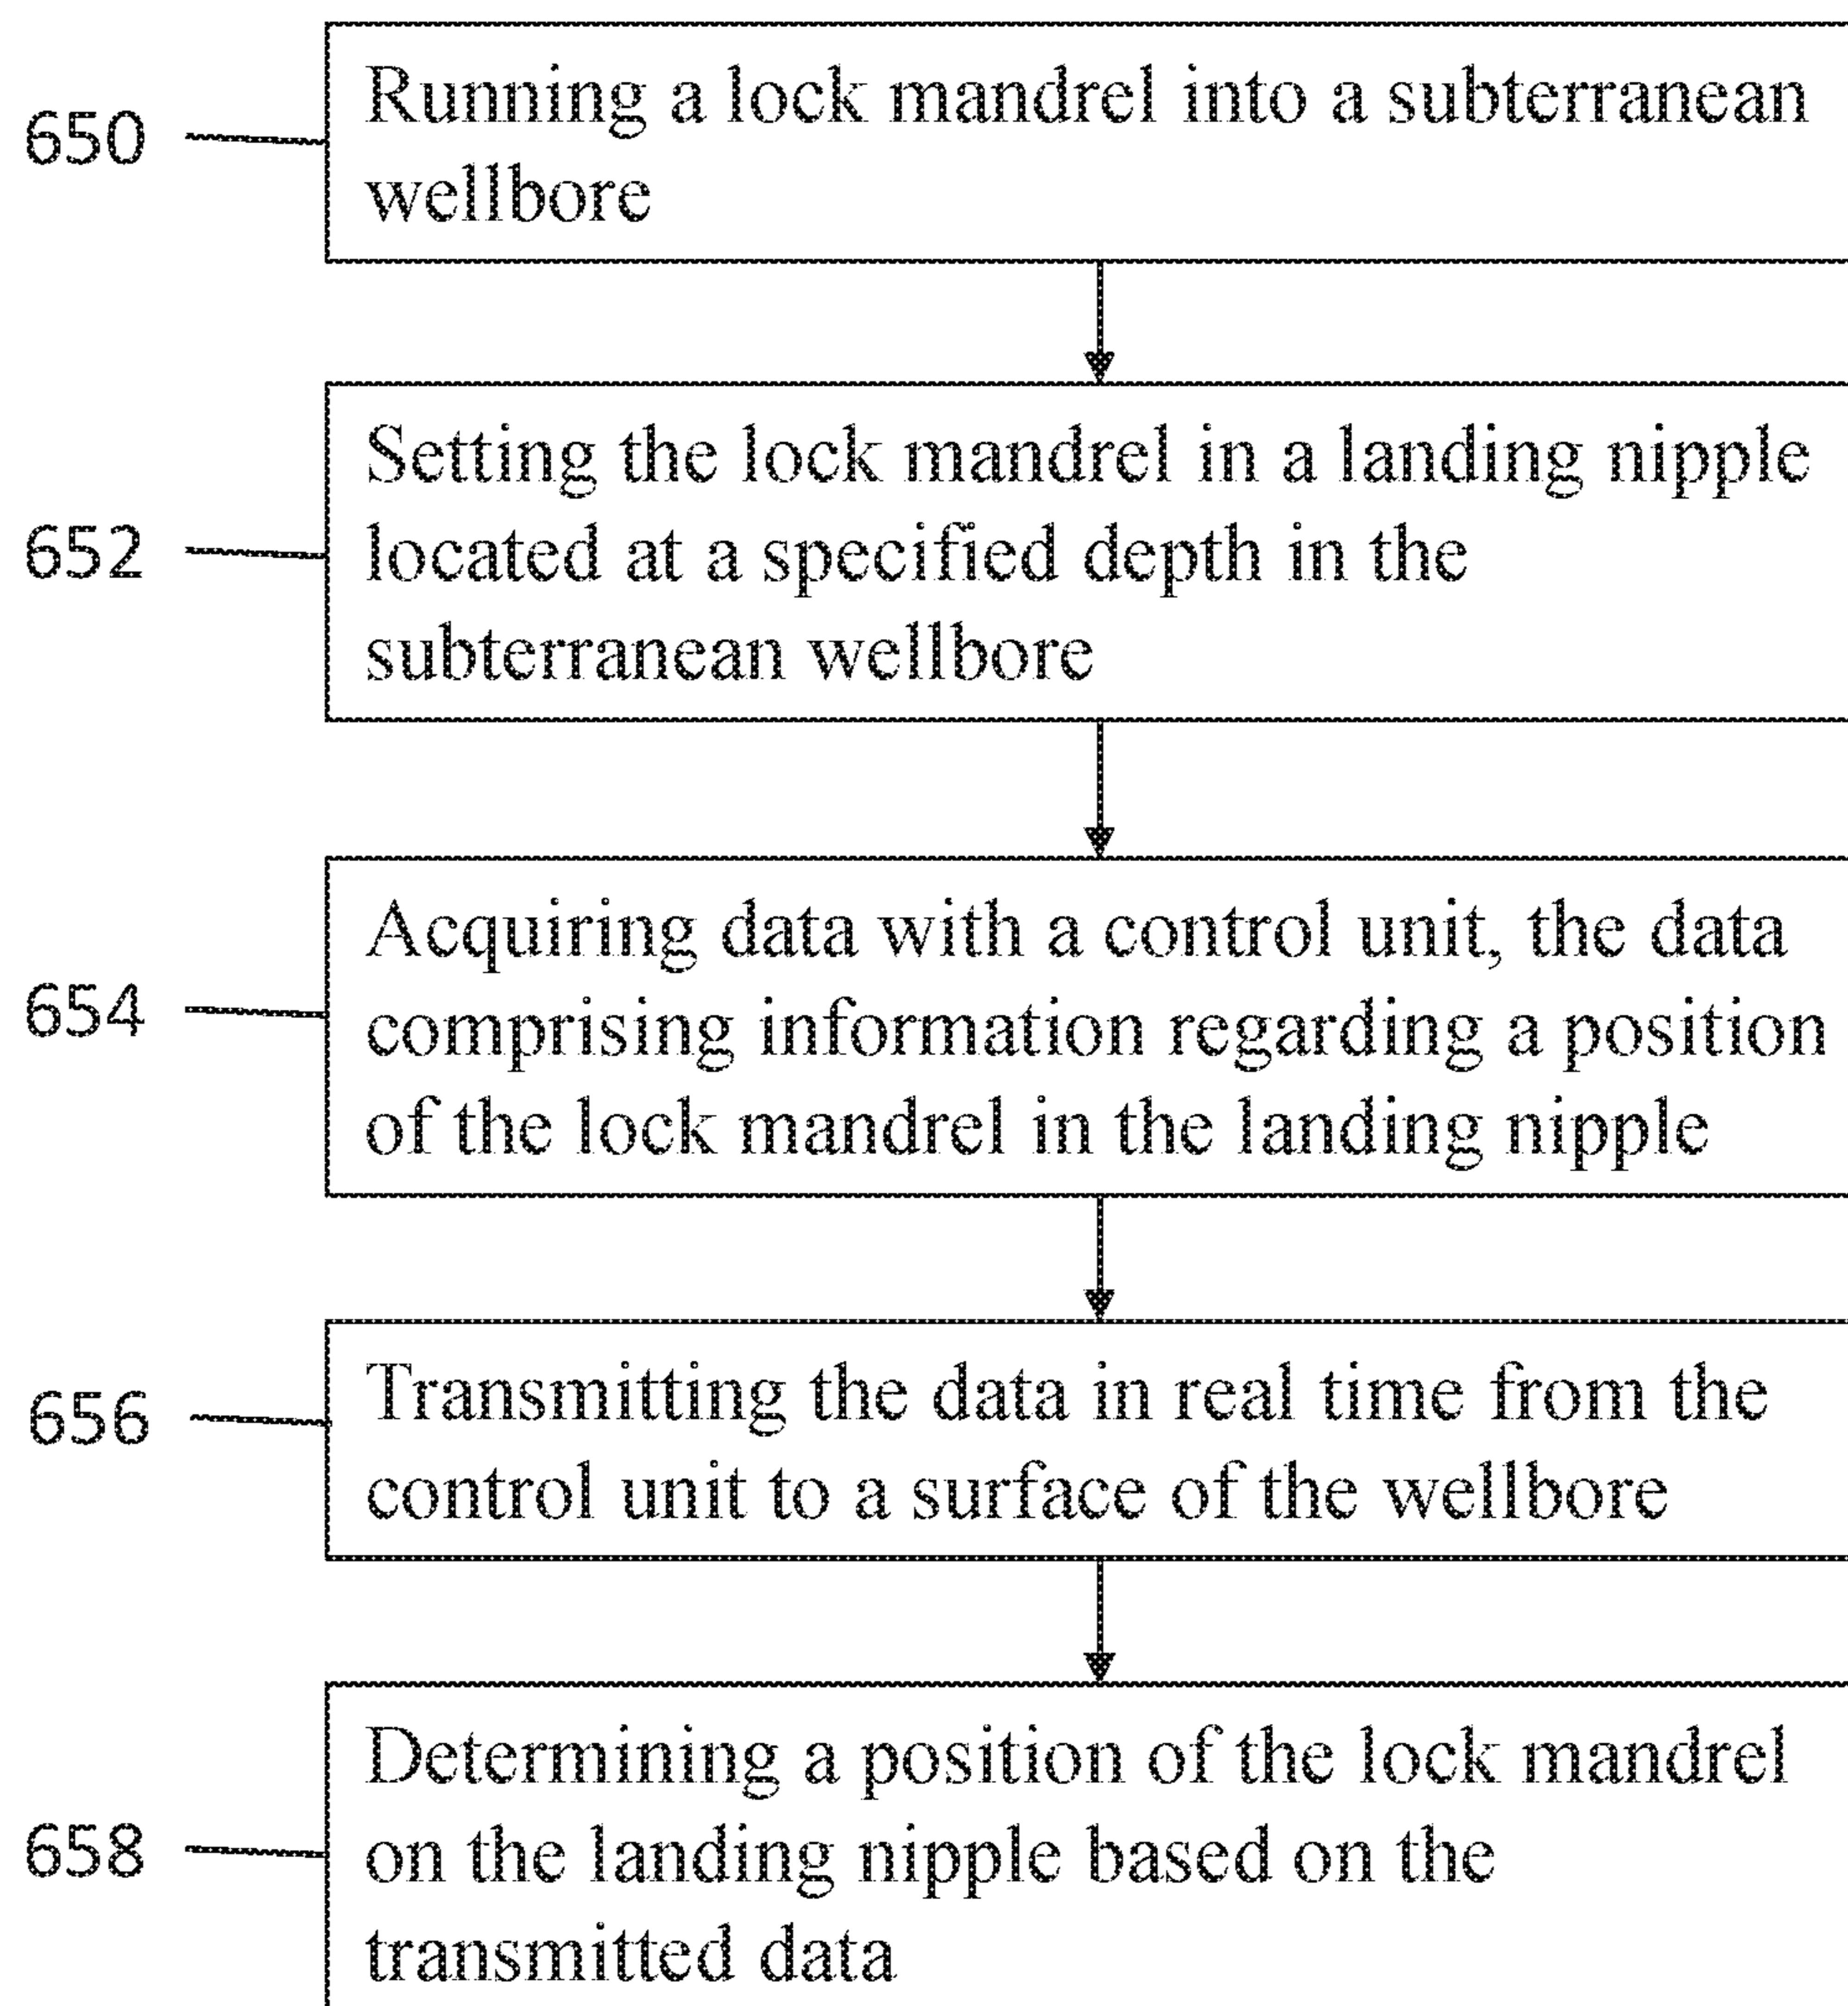 650
Running a lock mandrel into a subterranean
wellbore
652
Setting the lock mandrel in a landing nipple
located at a specified depth in the
subterranean wellbore
654
Acquiring data with a control unit, the data
comprising information regarding a position
of the lock mandrel in the landing nipple
656
Transmitting the data in real time from the
control unit to a surface of the wellbore
658
Determining a position of the lock mandrel
on the landing nipple based on the
transmitted data